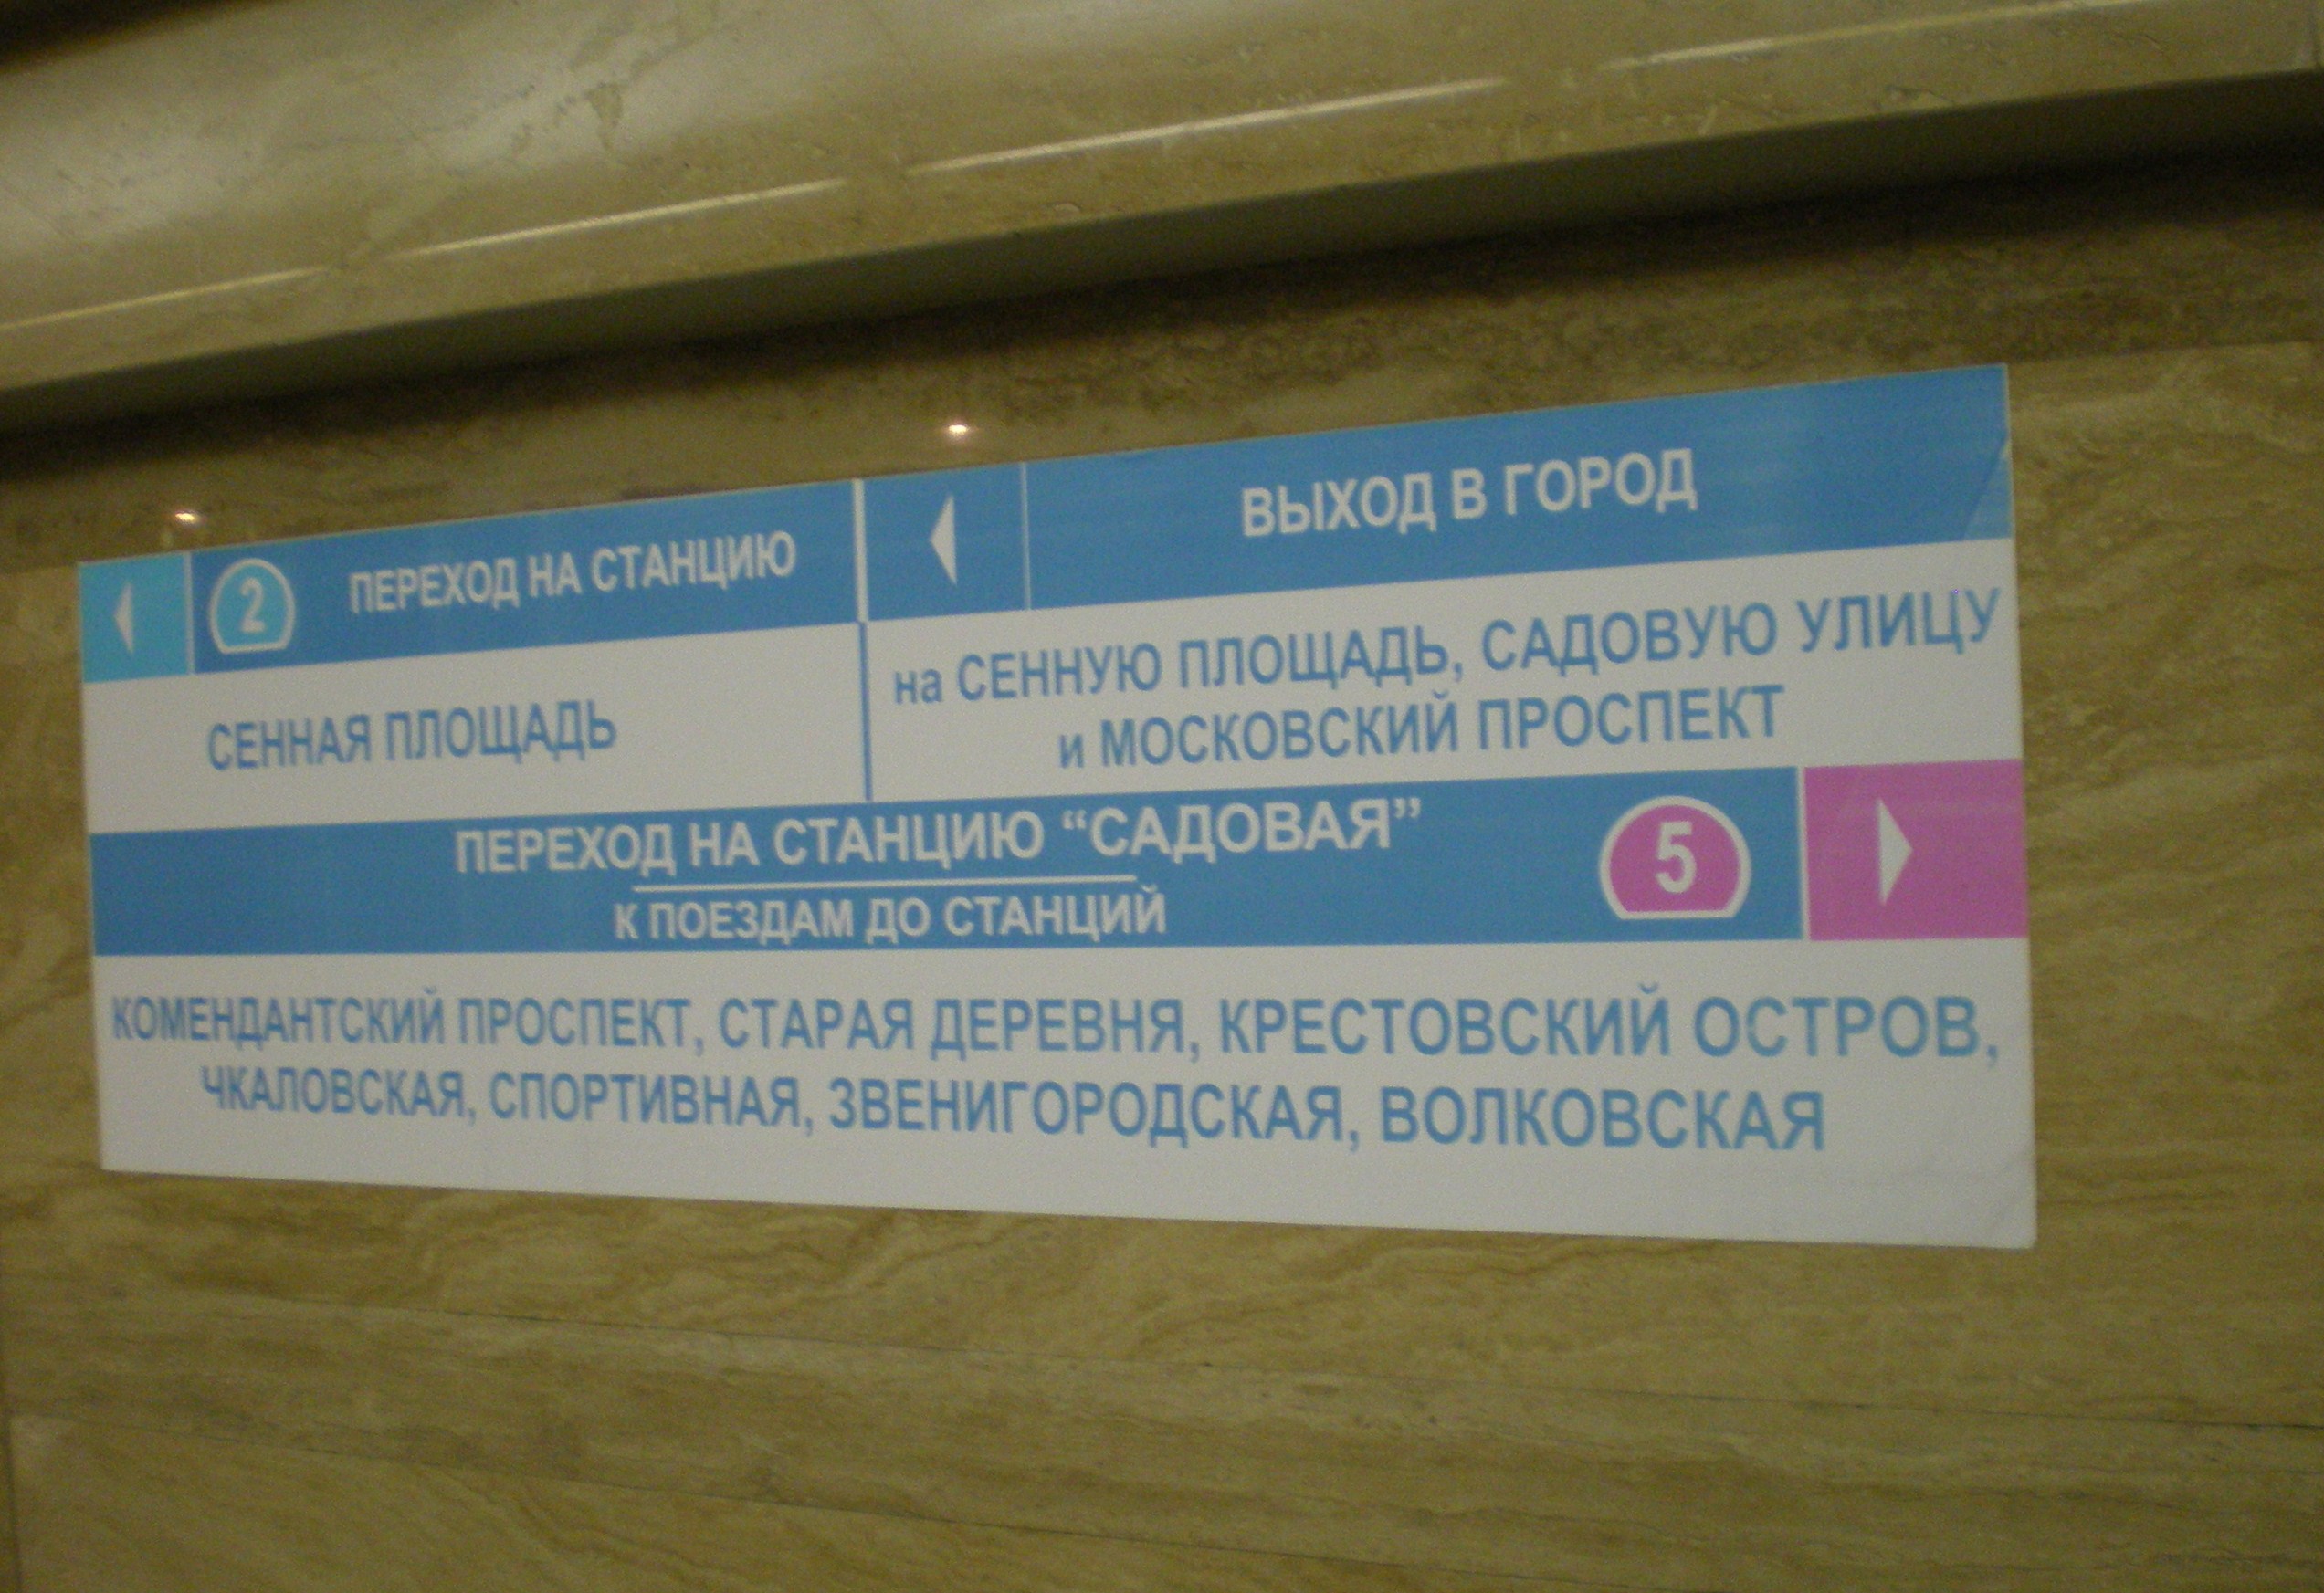 2 ПЕРЕХОД НА СТАНЦИЮ
СЕННАЯ ПЛОЩАДЬ
ВЫХОД В ГОРОД
на СЕННУЮ ПЛОЩАДЬ, САДОВУЮ УЛИЦУ
и МОСКОВСКИЙ ПРОСПЕКТ
ПЕРЕХОД НА СТАНЦИЮ “САДОВАЯ” 5
К ПОЕЗДАМ ДО СТАНЦИЙ
КОМЕНДАНТСКИЙ ПРОСПЕКТ, СТАРАЯ ДЕРЕВНЯ, КРЕСТОВСКИЙ ОСТРОВ,
ЧКАЛОВСКАЯ, СПОРТИВНАЯ, ЗВЕНИГОРОДСКАЯ, ВОЛКОВСКАЯ